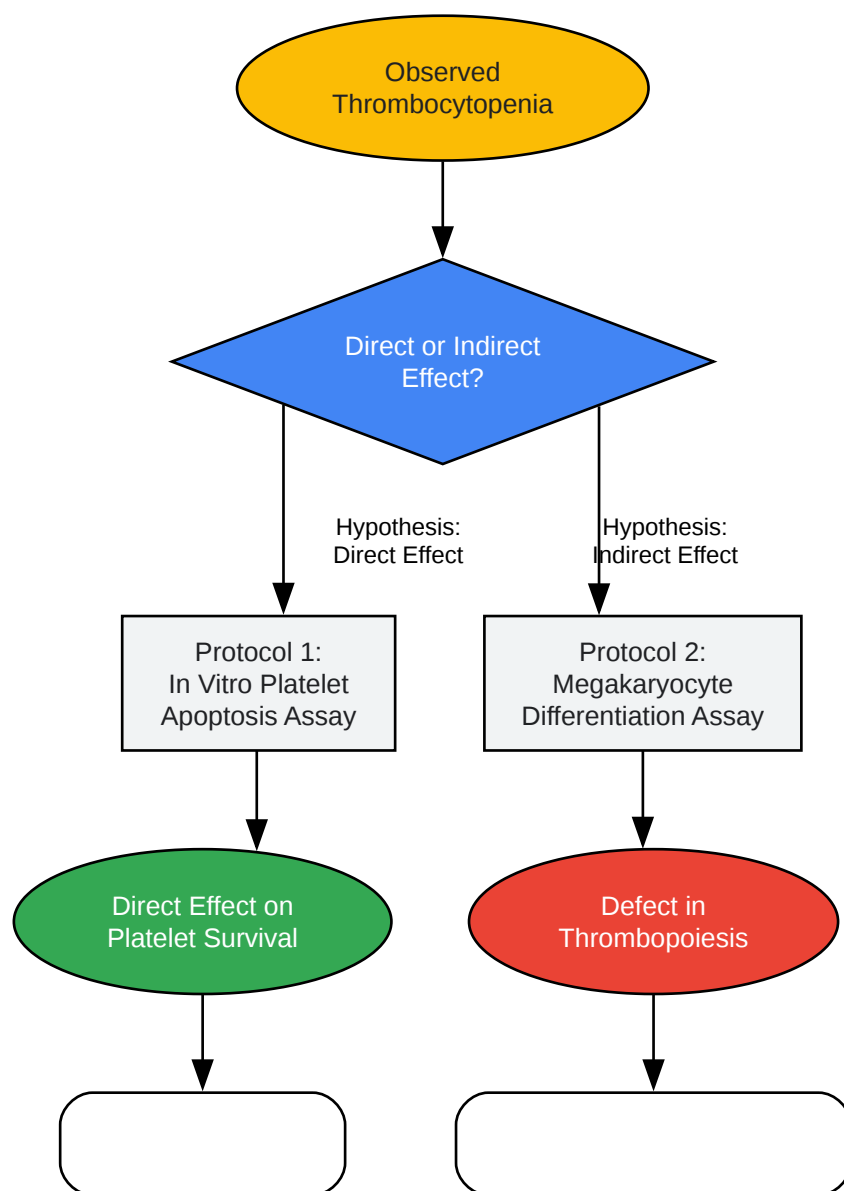 Observed
Thrombocytopenia
Direct or Indirect
Effect?
Hypothesis:
Direct Effect
Hypothesis:
Indirect Effect
Protocol 1:
In Vitro Platelet
Apoptosis Assay
Protocol 2:
Megakaryocyte
Differentiation Assay
Direct Effect on
Platelet Survival
Defect in
Thrombopoiesis